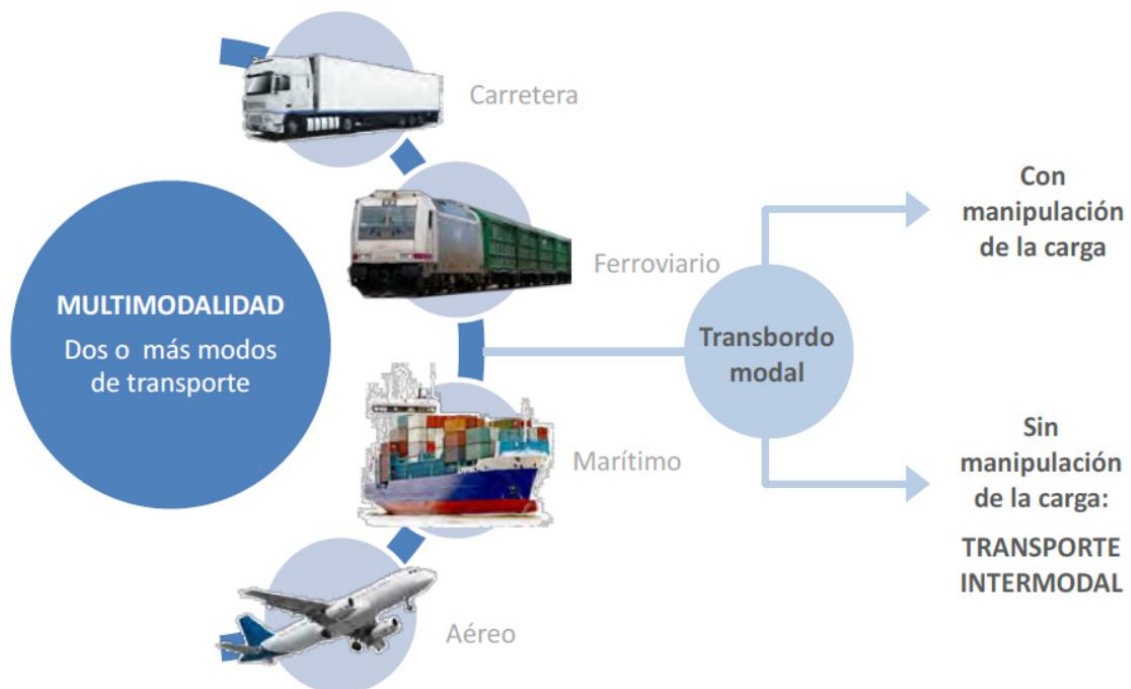 MULTIMODALIDAD
Dos o más modos
de transporte
Carretera
Ferroviario
Marítimo
Aéreo
Transbordo
modal
Con
manipulación
de la carga
Sin
manipulación
de la carga:
TRANSPORTE
INTERMODAL